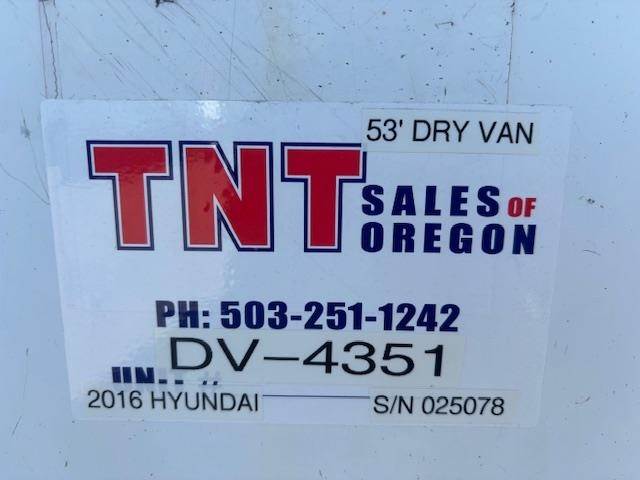 53' DRY VAN
TNT SALES OF
OREGON
PH: 503-251-1242
DV-4351
2016 HYUNDAI S/N 025078